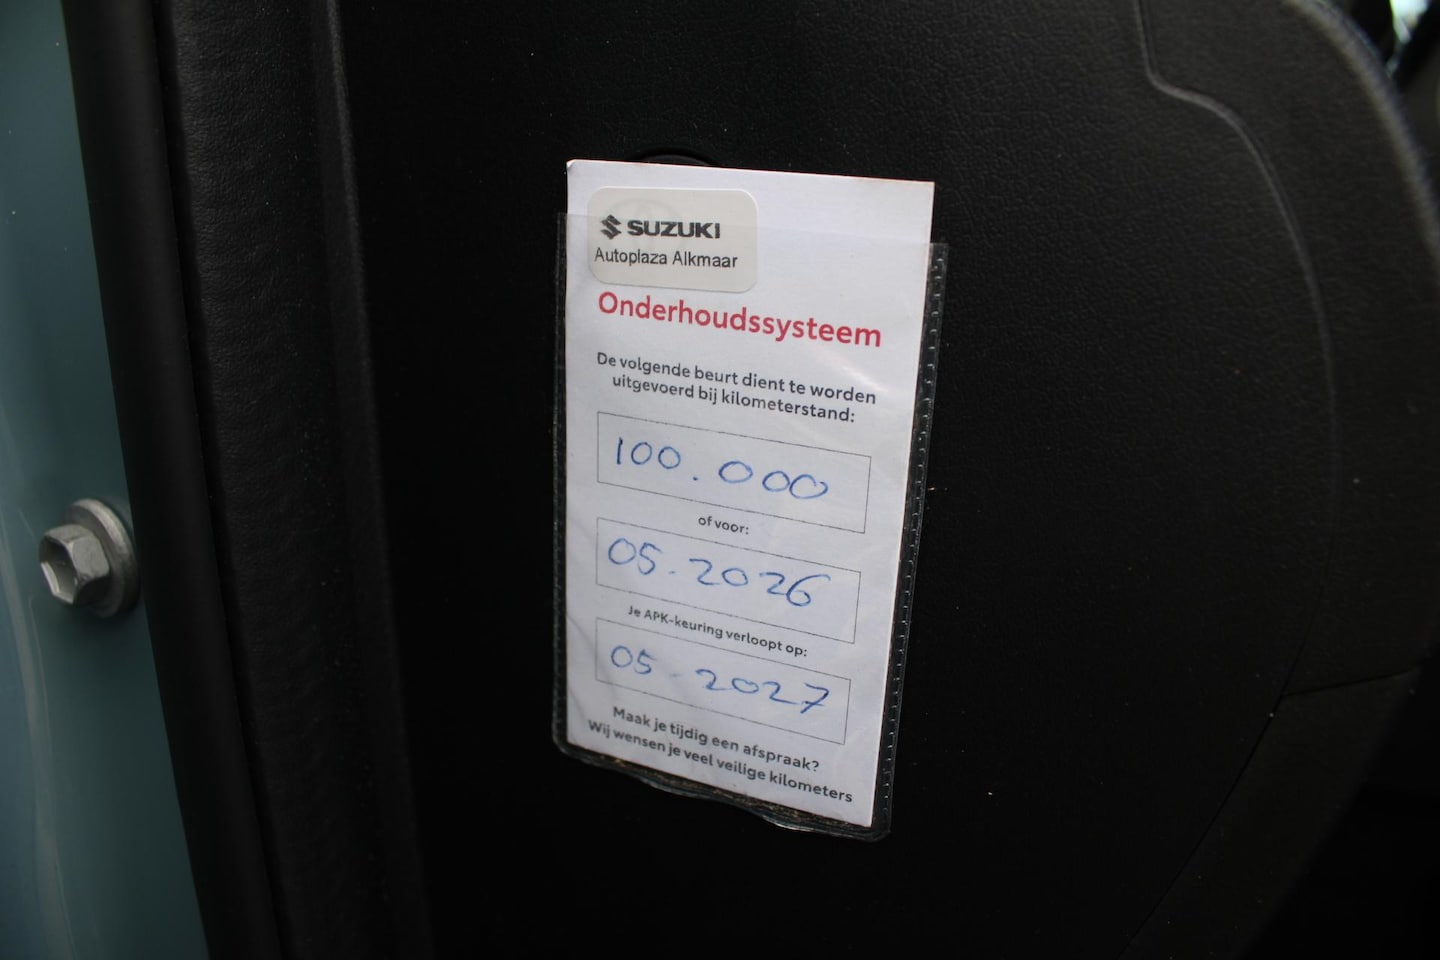 SUZUKI
Autoplaza Alkmaar
Onderhoudssysteem
De volgende beurt dient te worden
uitgevoerd bij kilometerstand:
100.000
of voor:
05.2026
Je APK-keuring verloopt op:
05.2027
Maak je tijdig een afspraak?
Wij wensen je veel veilige kilometers